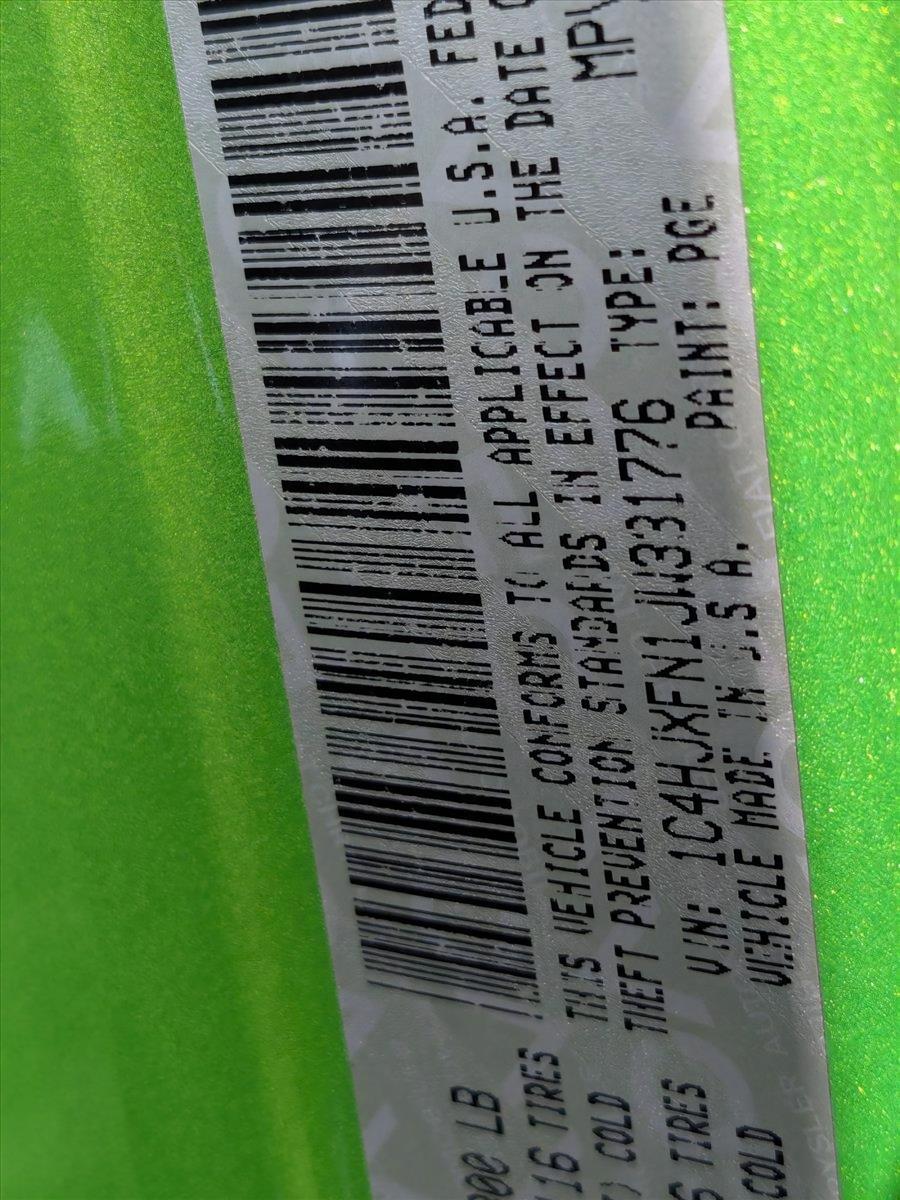 THIS VEHICLE CONFORMS TO ALL APPLICABLE U.S.A. FED
THEFT PREVENTION STANDARDS IN EFFECT ON THE DATE O
VIN: 1C4HJXFN1JW331776 TYPE: MPV
VEHICLE MADE IN U.S.A. PAINT: PGE
LB
116 TIRES
COLD
TIRES
COLD